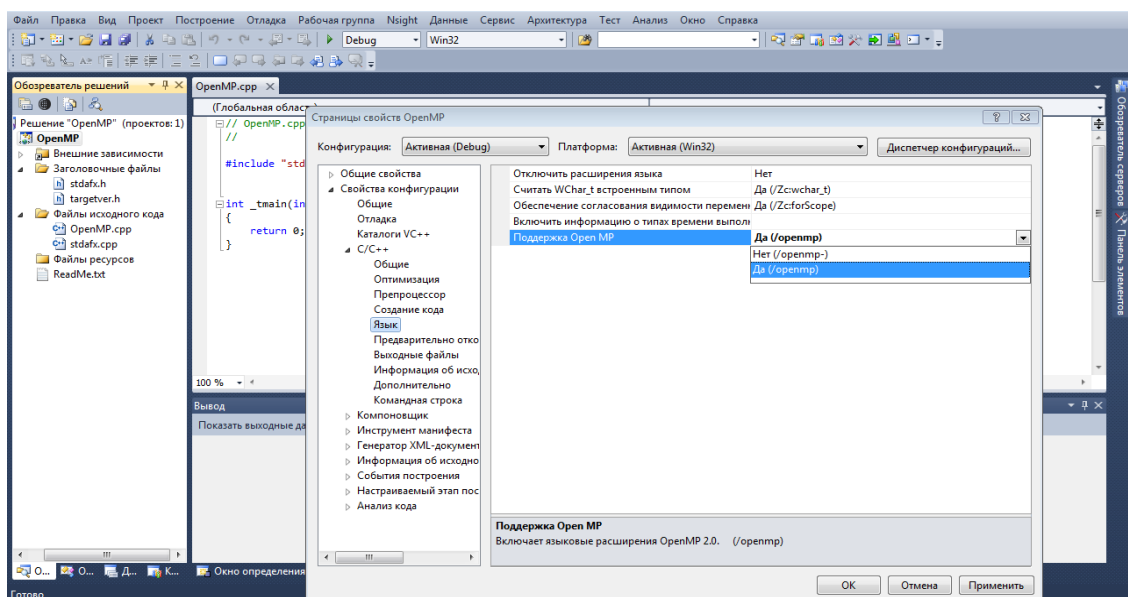 Файл Правка Вид Проект Построение Отладка Рабочая группа Nsight Данные Сервис Архитектура Тест Анализ Окно Справка
Debug Win32
Обозреватель решений
OpenMP.cpp
Решение "OpenMP" (проектов: 1)
OpenMP
Внешние зависимости
Заголовочные файлы
stdafx.h
targetver.h
Файлы исходного кода
OpenMP.cpp
stdafx.cpp
Файлы ресурсов
ReadMe.txt
(Глобальная област
// OpenMP.cpp
//
#include "std
int _tmain(in
{
return 0;
}
100 %
Вывод
Показать выходные да
Страницы свойств OpenMP
Конфигурация: Активная (Debug) Платформа: Активная (Win32) Диспетчер конфигураций...
Общие свойства
Свойства конфигурации
Общие
Отладка
Каталоги VC++
C/C++
Общие
Оптимизация
Препроцессор
Создание кода
Язык
Предварительно отко
Выходные файлы
Информация об исхо,
Дополнительно
Командная строка
Компоновщик
Инструмент манифеста
Генератор XML-документ
Информация об исходно
События построения
Настраиваемый этап пос
Анализ кода
Отключить расширения языка Нет
Считать WChar_t встроенным типом Да (/Zc:wchar_t)
Обеспечение согласования видимости перемен Да (/Zc:forScope)
Включить информацию о типах времени выпол
Поддержка Open MP Да (/openmp)
Нет (/openmp-)
Да (/openmp)
Поддержка Open MP
Включает языковые расширения OpenMP 2.0. (/openmp)
ОК Отмена Применить
О... О... Д... К...
Окно определения
Готово
Обозреватель серверов
Панель элементов